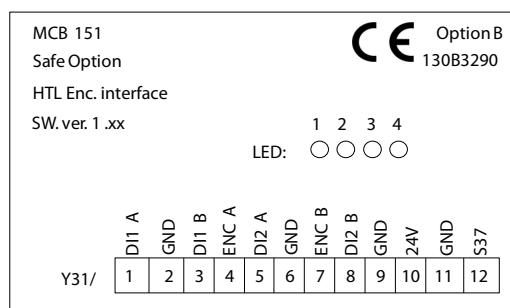 MCB 151
Safe Option
HTL Enc. interface
SW. ver. 1 .xx
CE Option B
130B3290
1 2 3 4
LED:
DI1 A GND DI1 B ENC A DI2 A GND ENC B DI2 B GND 24V GND S37
Y31/ 1 2 3 4 5 6 7 8 9 10 11 12